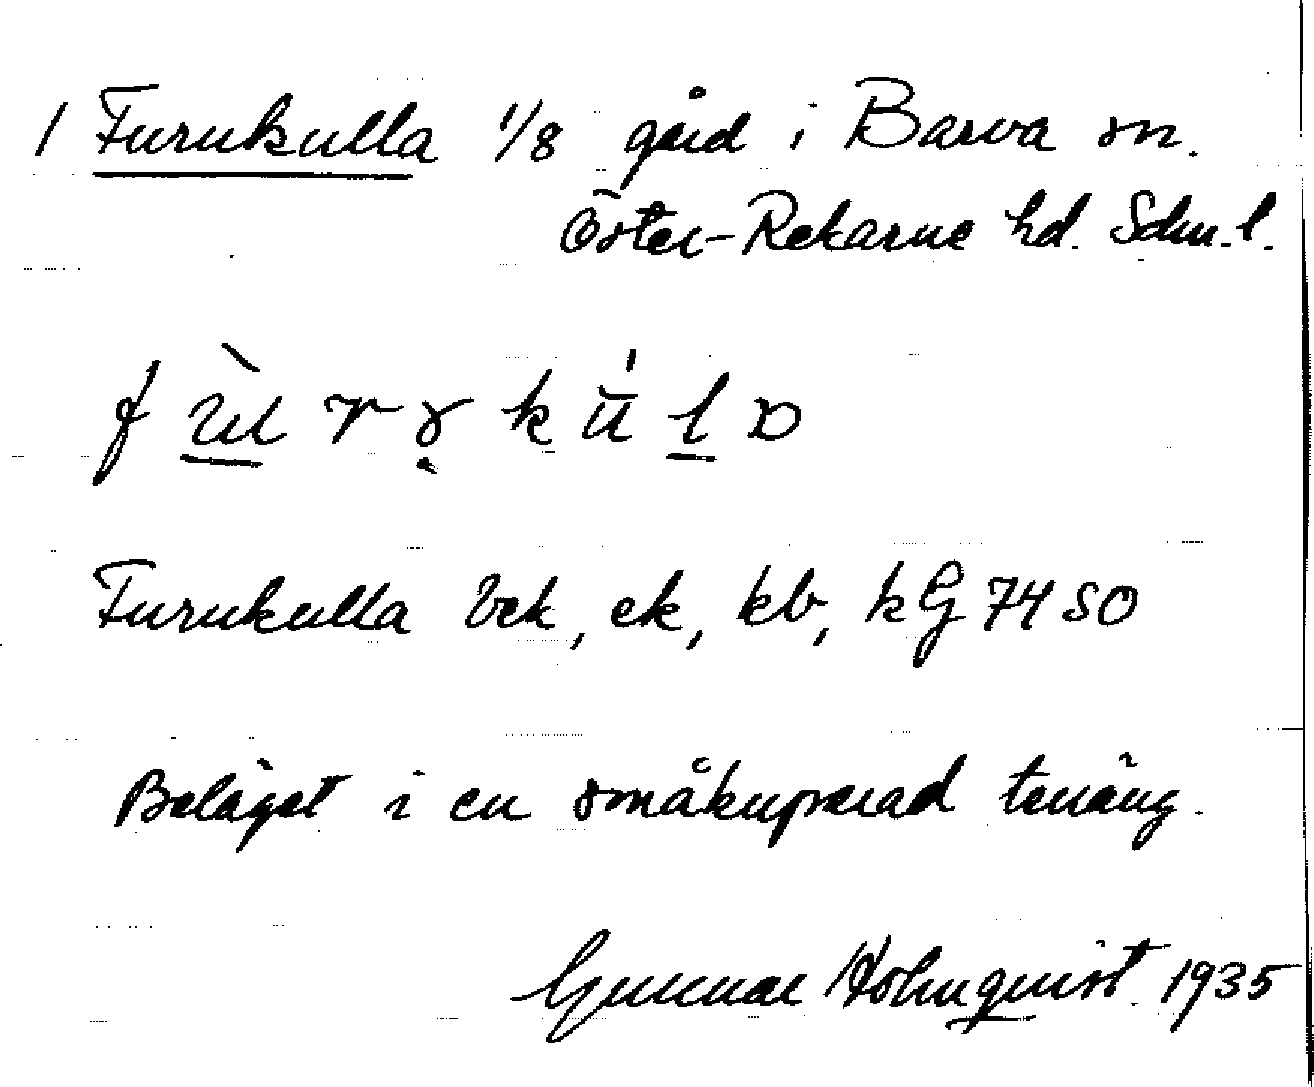 1 Furukulla 1/8 gård i Barva sn.
Öster-Rekarne hd. Sdm. l.
Furukulla Vek, ek, kb, kG 74 SO
Beläget i en småkuperad terräng.
Gunnar Holmquist. 1935